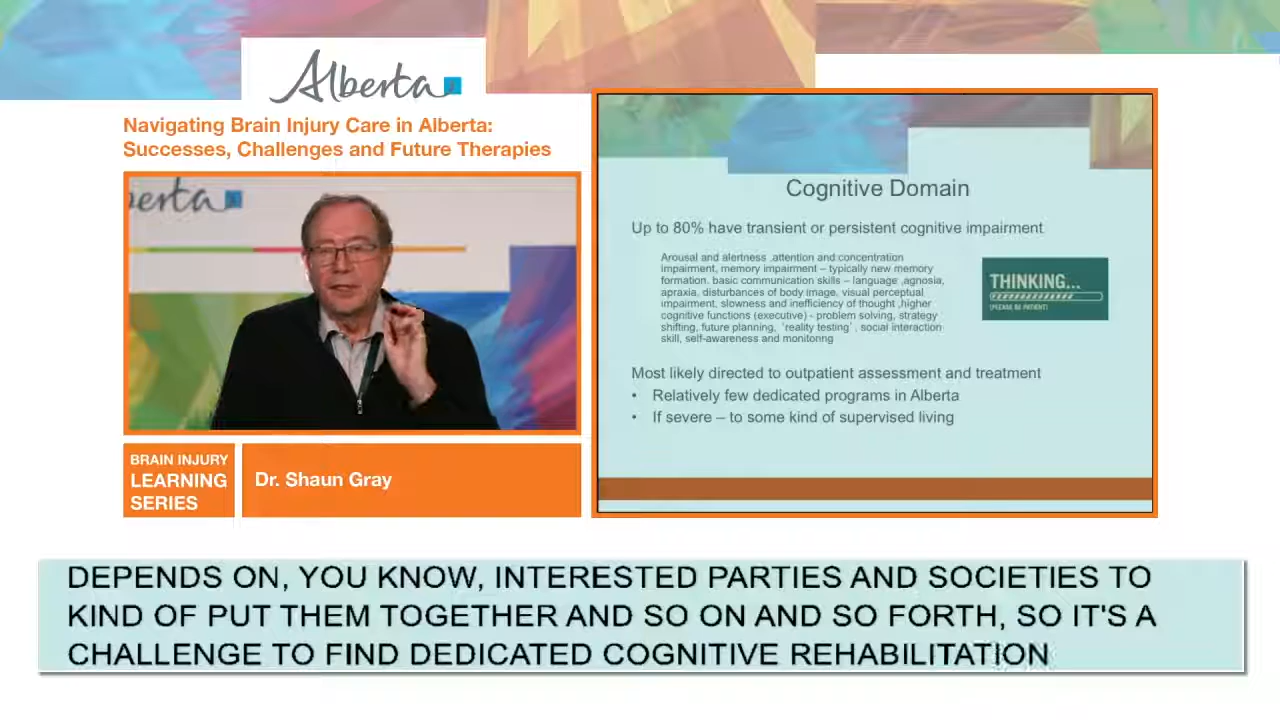 Alberta
Navigating Brain Injury Care in Alberta:
Successes, Challenges and Future Therapies
berta
BRAIN INJURY
LEARNING
SERIES
Dr. Shaun Gray
Cognitive Domain
Up to 80% have transient or persistent cognitive impairment
Arousal and alertness ,attention and concentration
impairment, memory impairment – typically new memory
formation. basic communication skills – language ,agnosia,
apraxia, disturbances of body image, visual perceptual
impairment, slowness and inefficiency of thought ,higher
cognitive functions (executive) - problem solving, strategy
shifting, future planning, ‘reality testing’ , social interaction
skill, self-awareness and monitoring
THINKING...
(PLEASE BE PATIENT)
Most likely directed to outpatient assessment and treatment
• Relatively few dedicated programs in Alberta
• If severe – to some kind of supervised living
DEPENDS ON, YOU KNOW, INTERESTED PARTIES AND SOCIETIES TO
KIND OF PUT THEM TOGETHER AND SO ON AND SO FORTH, SO IT'S A
CHALLENGE TO FIND DEDICATED COGNITIVE REHABILITATION